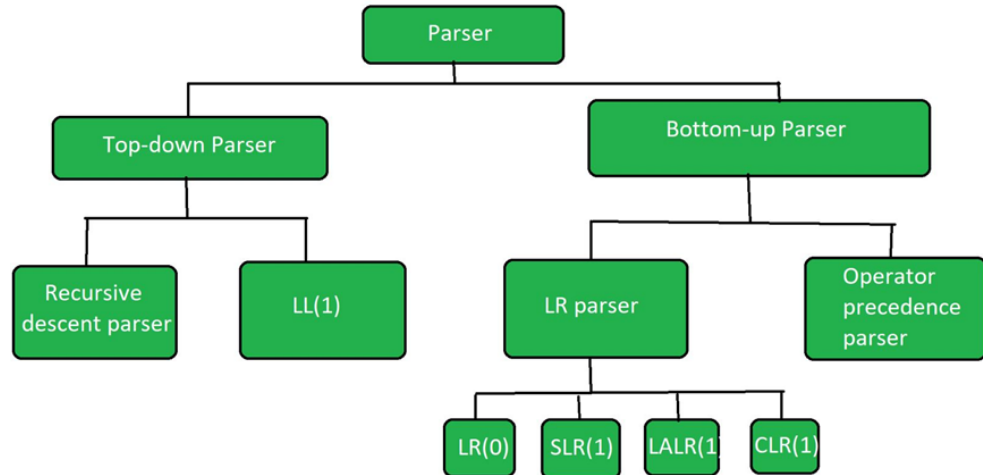 Parser
Top-down Parser
Bottom-up Parser
Recursive
descent parser
LL(1)
LR parser
Operator
precedence
parser
LR(0)
SLR(1)
LALR(1)
CLR(1)